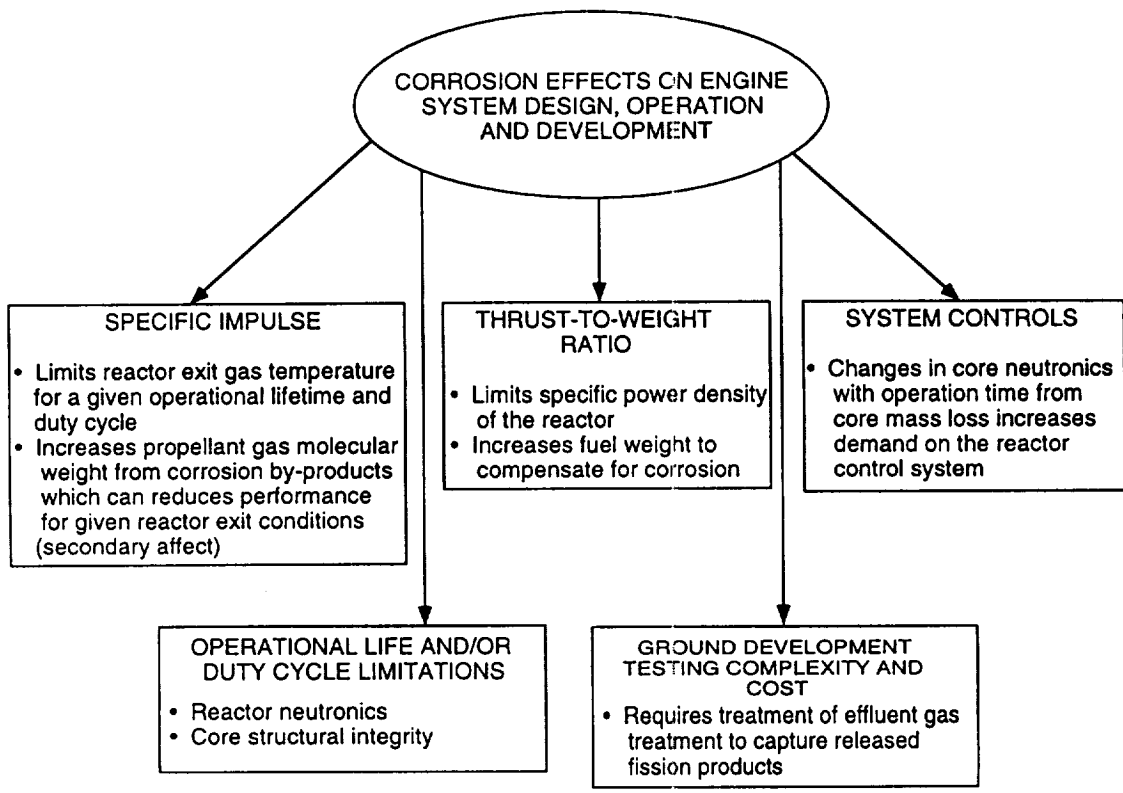 CORROSION EFFECTS ON ENGINE
SYSTEM DESIGN, OPERATION
AND DEVELOPMENT
SPECIFIC IMPULSE
• Limits reactor exit gas temperature
for a given operational lifetime and
duty cycle
• Increases propellant gas molecular
weight from corrosion by-products
which can reduces performance
for given reactor exit conditions
(secondary affect)
THRUST-TO-WEIGHT
RATIO
• Limits specific power density
of the reactor
• Increases fuel weight to
compensate for corrosion
SYSTEM CONTROLS
• Changes in core neutronics
with operation time from
core mass loss increases
demand on the reactor
control system
OPERATIONAL LIFE AND/OR
DUTY CYCLE LIMITATIONS
• Reactor neutronics
• Core structural integrity
GROUND DEVELOPMENT
TESTING COMPLEXITY AND
COST
• Requires treatment of effluent gas
treatment to capture released
fission products